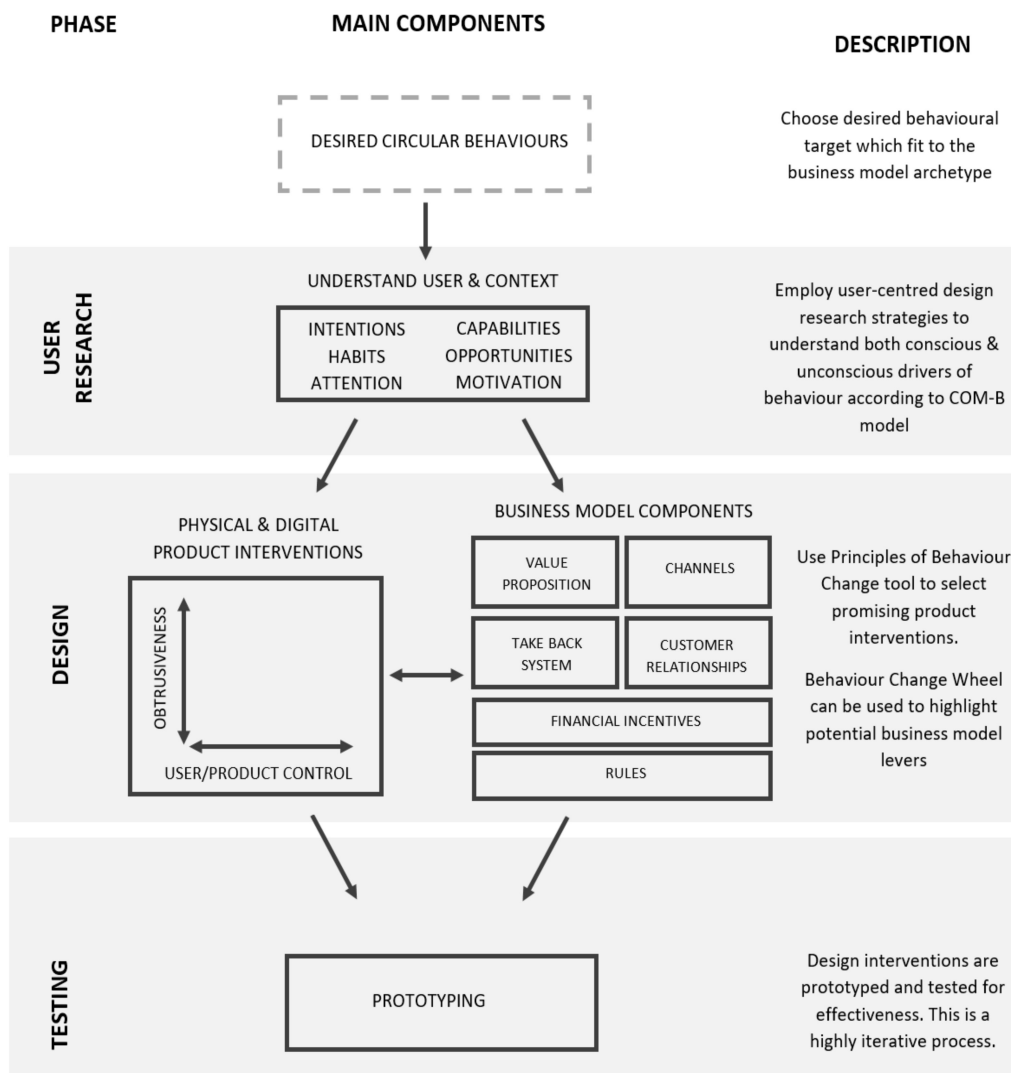 PHASE
MAIN COMPONENTS
DESCRIPTION
DESIRED CIRCULAR BEHAVIOURS
Choose desired behavioural
target which fit to the
business model archetype
USER
RESEARCH
UNDERSTAND USER & CONTEXT
INTENTIONS
HABITS
ATTENTION
CAPABILITIES
OPPORTUNITIES
MOTIVATION
Employ user-centred design
research strategies to
understand both conscious &
unconscious drivers of
behaviour according to COM-B
model
DESIGN
PHYSICAL & DIGITAL
PRODUCT INTERVENTIONS
OBTRUSIVENESS
USER/PRODUCT CONTROL
BUSINESS MODEL COMPONENTS
VALUE
PROPOSITION
CHANNELS
TAKE BACK
SYSTEM
CUSTOMER
RELATIONSHIPS
FINANCIAL INCENTIVES
RULES
Use Principles of Behaviour
Change tool to select
promising product
interventions.
Behaviour Change Wheel
can be used to highlight
potential business model
levers
TESTING
PROTOTYPING
Design interventions are
prototyped and tested for
effectiveness. This is a
highly iterative process.